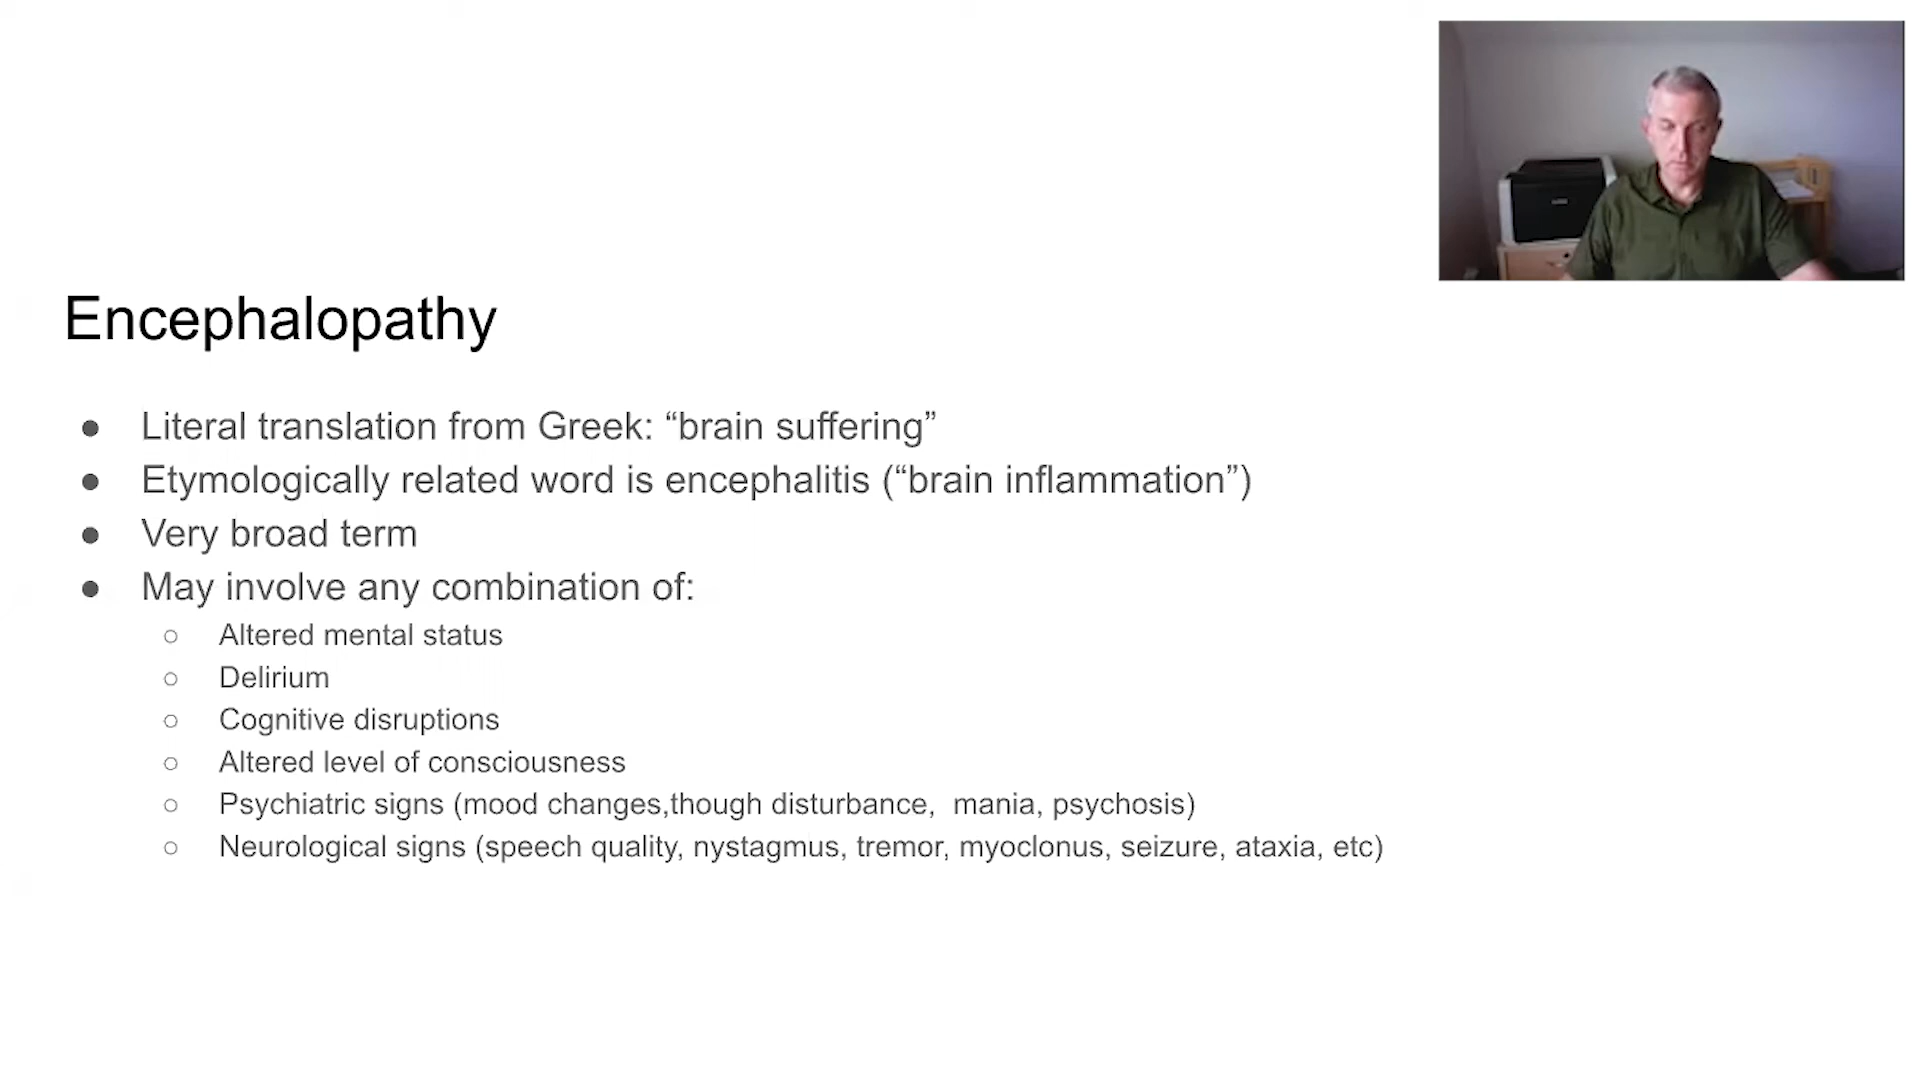 Encephalopathy
● Literal translation from Greek: “brain suffering”
● Etymologically related word is encephalitis (“brain inflammation”)
● Very broad term
● May involve any combination of:
○ Altered mental status
○ Delirium
○ Cognitive disruptions
○ Altered level of consciousness
○ Psychiatric signs (mood changes,though disturbance,  mania, psychosis)
○ Neurological signs (speech quality, nystagmus, tremor, myoclonus, seizure, ataxia, etc)